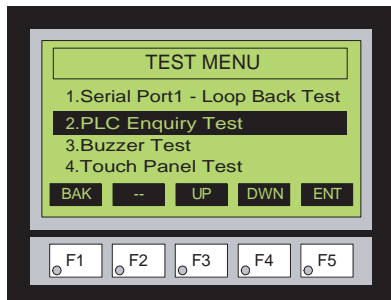 TEST MENU
1.Serial Port1 - Loop Back Test
2.PLC Enquiry Test
3.Buzzer Test
4.Touch Panel Test
BAK -- UP DWN ENT
F1 F2 F3 F4 F5